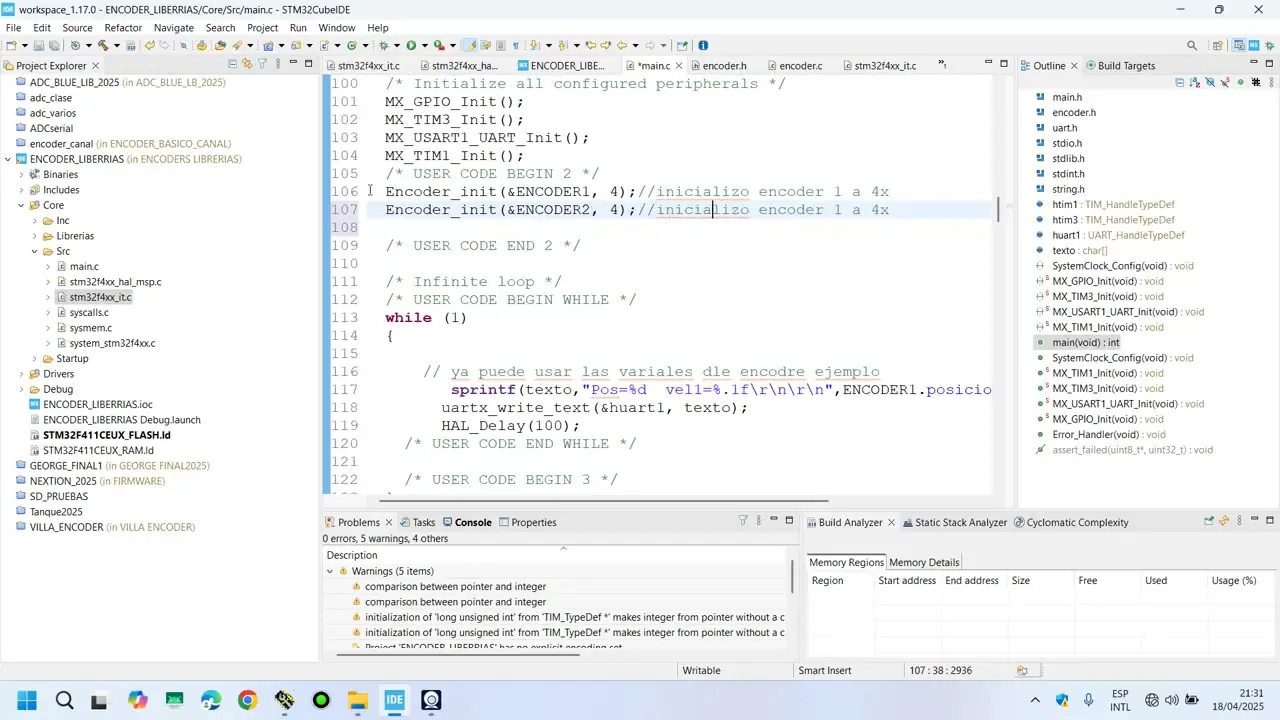 workspace_1.17.0 - ENCODER_LIBERRIAS/Core/Src/main.c - STM32CubeIDE
File Edit Source Refactor Navigate Search Project Run Window Help
Project Explorer
stm32f4xx_it.c
stm32f4xx_ha...
ENCODER_LIBE...
*main.c
encoder.h
encoder.c
stm32f4xx_it.c
Outline
Build Targets
ADC_BLUE_LIB_2025 (in ADC_BLUE_LB_2025)
adc_clase
adc_varios
ADCserial
encoder_canal (in ENCODER_BASICO_CANAL)
ENCODER_LIBERRIAS (in ENCODERS LIBRERIAS)
Binaries
Includes
Core
Inc
Librerias
Src
main.c
stm32f4xx_hal_msp.c
stm32f4xx_it.c
syscalls.c
sysmem.c
system_stm32f4xx.c
Startup
Drivers
Debug
ENCODER_LIBERRIAS.ioc
ENCODER_LIBERRIAS Debug.launch
STM32F411CEUX_FLASH.ld
STM32F411CEUX_RAM.ld
GEORGE_FINAL1 (in GEORGE FINAL2025)
NEXTION_2025 (in FIRMWARE)
SD_PRUEBAS
Tanque2025
VILLA_ENCODER (in VILLA ENCODER)
100 /* Initialize all configured peripherals */
101 MX_GPIO_Init();
102 MX_TIM3_Init();
103 MX_USART1_UART_Init();
104 MX_TIM1_Init();
105 /* USER CODE BEGIN 2 */
106 Encoder_init(&ENCODER1, 4);//inicializo encoder 1 a 4x
107 Encoder_init(&ENCODER2, 4);//inicializo encoder 1 a 4x
108
109 /* USER CODE END 2 */
110
111 /* Infinite loop */
112 /* USER CODE BEGIN WHILE */
113 while (1)
114 {
115
116 // ya puede usar las variales dle encodre ejemplo
117 sprintf(texto,"Pos=%d vel1=%.1f\r\n\r\n",ENCODER1.posicio
118 uartx_write_text(&huart1, texto);
119 HAL_Delay(100);
120 /* USER CODE END WHILE */
121
122 /* USER CODE BEGIN 3 */
main.h
encoder.h
uart.h
stdio.h
stdlib.h
stdint.h
string.h
htim1 : TIM_HandleTypeDef
htim3 : TIM_HandleTypeDef
huart1 : UART_HandleTypeDef
texto : char[]
SystemClock_Config(void) : void
MX_GPIO_Init(void) : void
MX_TIM3_Init(void) : void
MX_USART1_UART_Init(void) : void
MX_TIM1_Init(void) : void
main(void) : int
SystemClock_Config(void) : void
MX_TIM1_Init(void) : void
MX_TIM3_Init(void) : void
MX_USART1_UART_Init(void) : void
MX_GPIO_Init(void) : void
Error_Handler(void) : void
assert_failed(uint8_t*, uint32_t) : void
Problems Tasks Console Properties
0 errors, 5 warnings, 4 others
Description
Warnings (5 items)
comparison between pointer and integer
comparison between pointer and integer
initialization of 'long unsigned int' from 'TIM_TypeDef *' makes integer from pointer without a c
initialization of 'long unsigned int' from 'TIM_TypeDef *' makes integer from pointer without a c
Project 'ENCODER_LIBERRIAS' has no explicit encoding set
Build Analyzer Static Stack Analyzer Cyclomatic Complexity
Memory Regions Memory Details
Region Start address End address Size Free Used Usage (%)
Writable Smart Insert 107 : 38 : 2936
IDE
ESP
INTL
21:31
18/04/2025